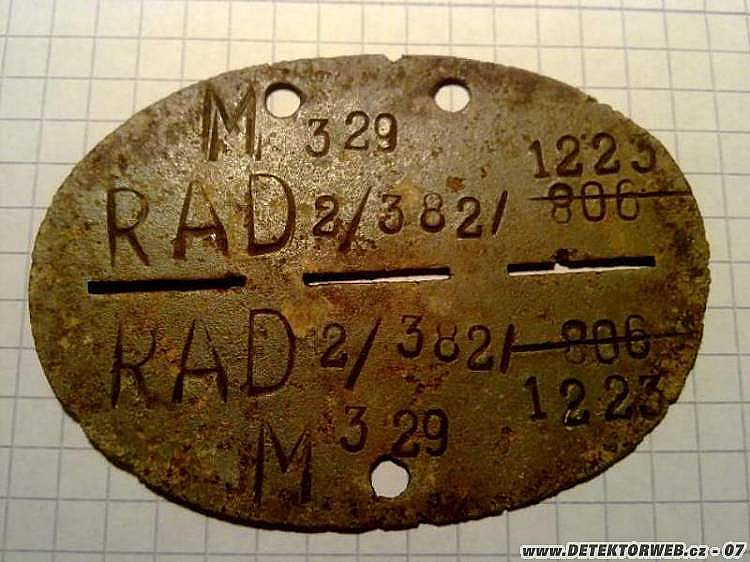 M 329
1223
RAD 2/382/ 806
RAD 2/382/ 806
1223
M 329
www.DETEKTORWEB.cz - 07